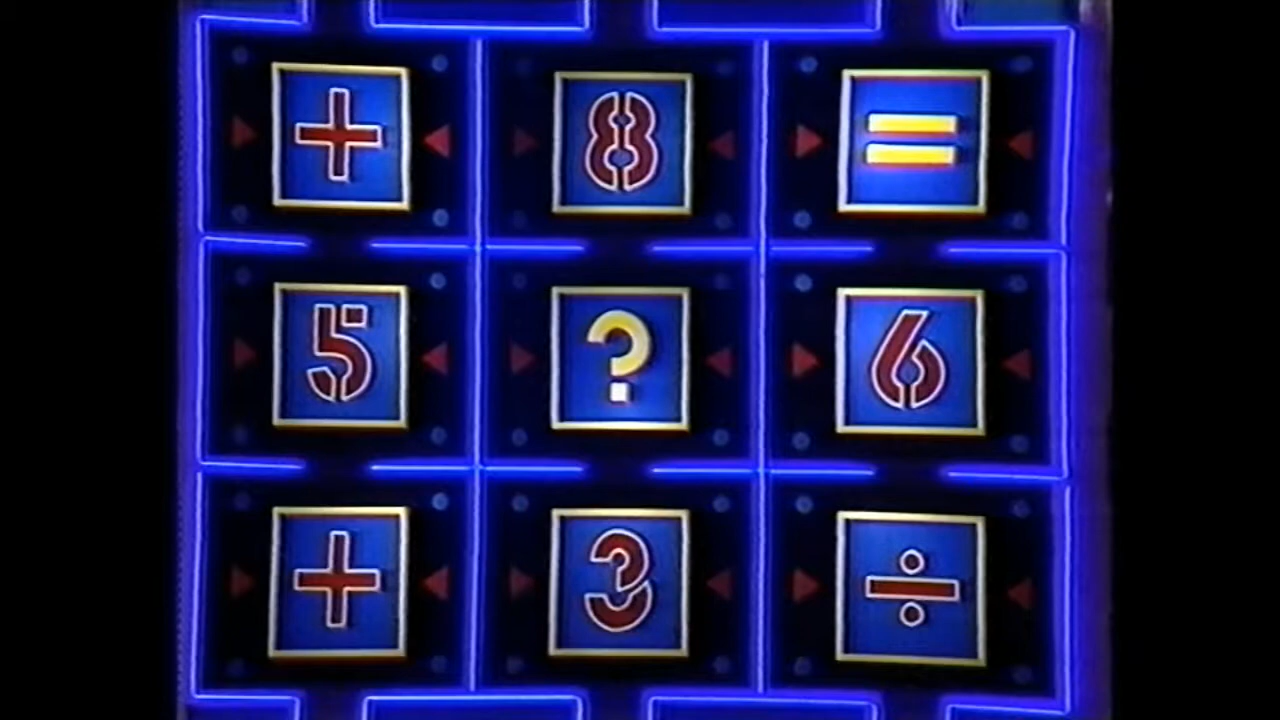 + 8 =
5 ? 6
+ 3 ÷